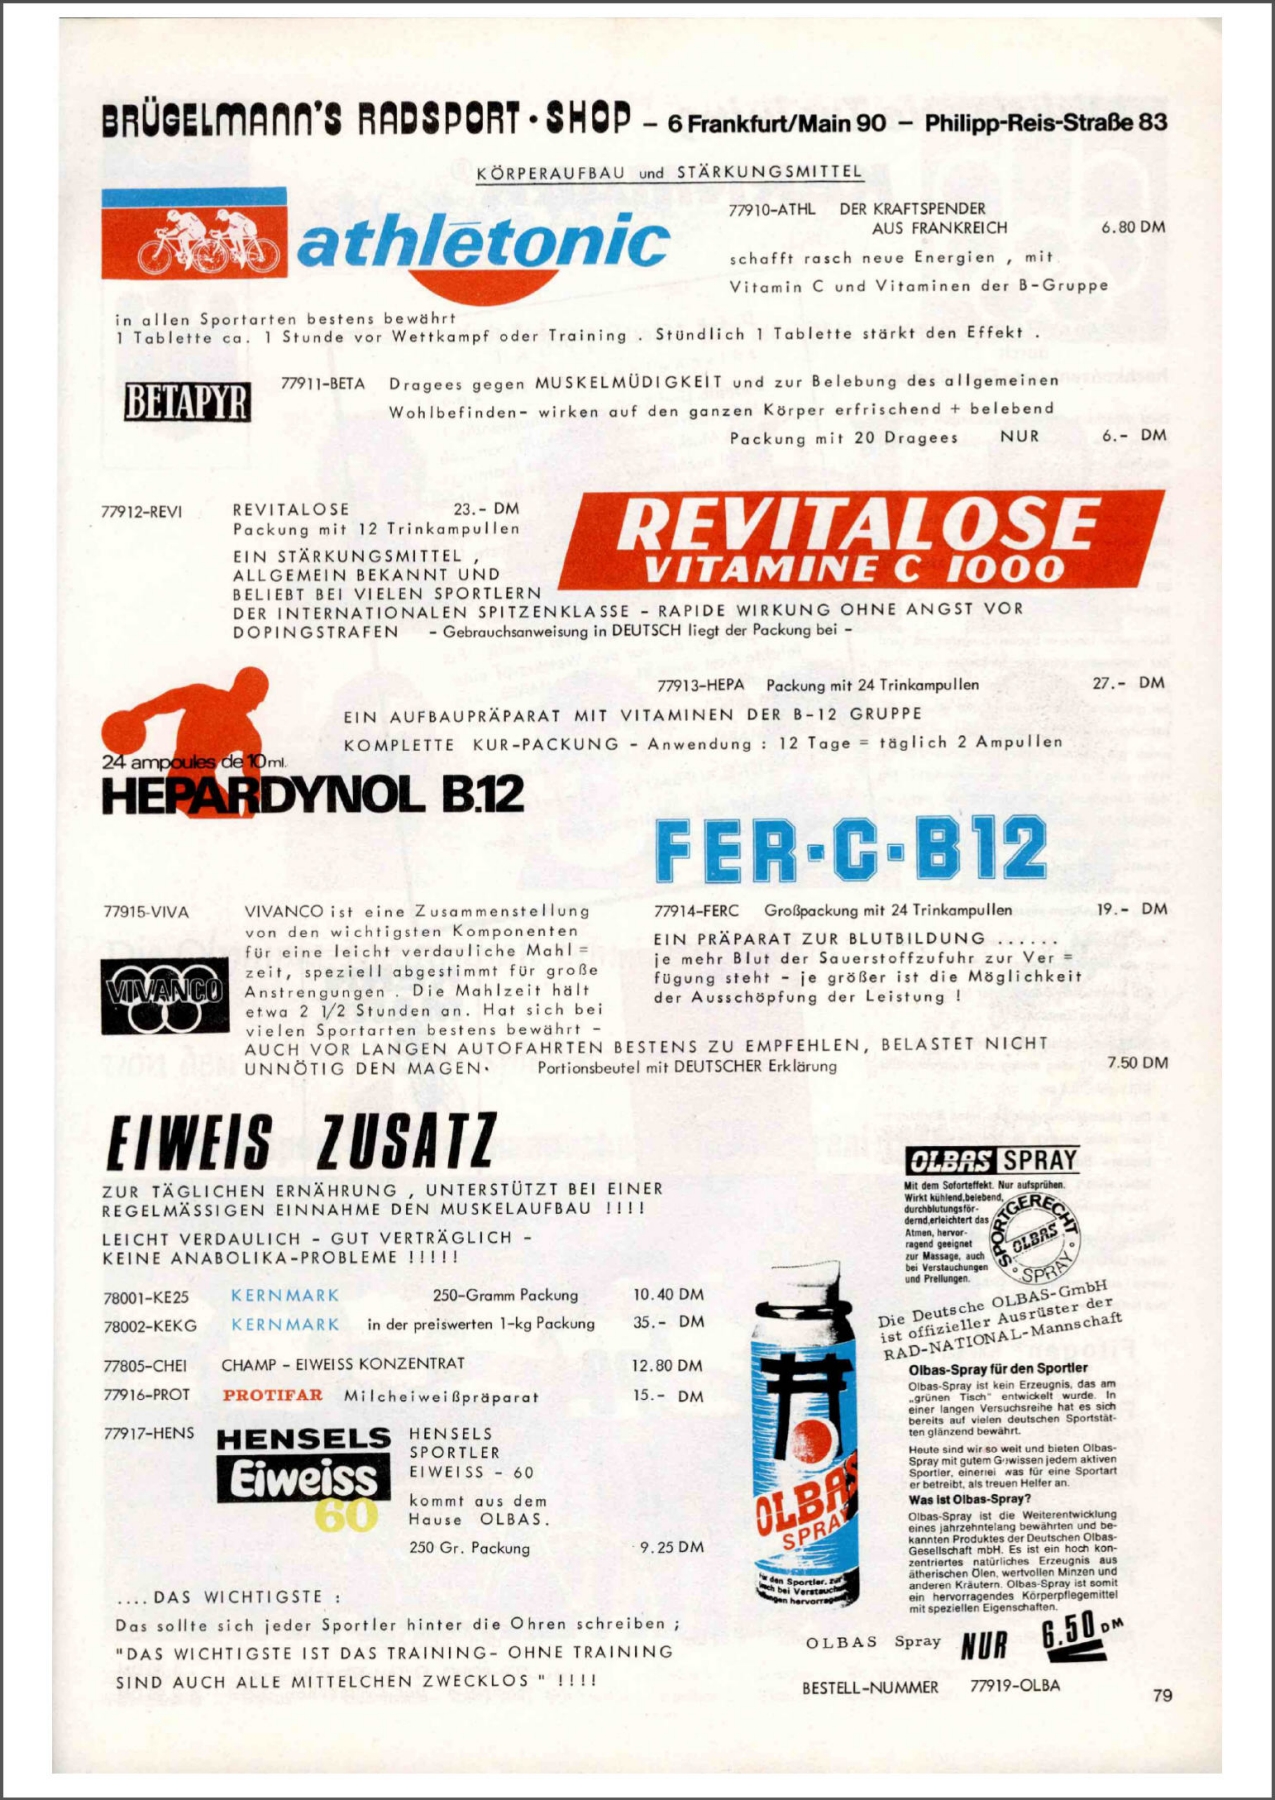 BRÜGELMANN'S RADSPORT · SHOP – 6 Frankfurt/Main 90 – Philipp-Reis-Straße 83
KÖRPERAUFBAU und STÄRKUNGSMITTEL
athlētonic
77910-ATHL DER KRAFTSPENDER
AUS FRANKREICH 6.80 DM
schafft rasch neue Energien , mit
Vitamin C und Vitaminen der B-Gruppe
in allen Sportarten bestens bewährt
1 Tablette ca. 1 Stunde vor Wettkampf oder Training . Stündlich 1 Tablette stärkt den Effekt .
BETAPYR
77911-BETA Dragees gegen MUSKELMÜDIGKEIT und zur Belebung des allgemeinen
Wohlbefinden- wirken auf den ganzen Körper erfrischend + belebend
Packung mit 20 Dragees NUR 6.- DM
77912-REVI REVITALOSE 23.- DM
Packung mit 12 Trinkampullen
REVITALOSE
VITAMINE C 1000
EIN STÄRKUNGSMITTEL ,
ALLGEMEIN BEKANNT UND
BELIEBT BEI VIELEN SPORTLERN
DER INTERNATIONALEN SPITZENKLASSE - RAPIDE WIRKUNG OHNE ANGST VOR
DOPINGSTRAFEN - Gebrauchsanweisung in DEUTSCH liegt der Packung bei -
77913-HEPA Packung mit 24 Trinkampullen 27.- DM
EIN AUFBAUPRÄPARAT MIT VITAMINEN DER B-12 GRUPPE
KOMPLETTE KUR-PACKUNG - Anwendung : 12 Tage = täglich 2 Ampullen
24 ampoules de 10ml.
HEPARDYNOL B.12
FER·C·B12
77914-FERC Großpackung mit 24 Trinkampullen 19.- DM
EIN PRÄPARAT ZUR BLUTBILDUNG ......
je mehr Blut der Sauerstoffzufuhr zur Ver =
fügung steht - je größer ist die Möglichkeit
der Ausschöpfung der Leistung !
77915-VIVA VIVANCO ist eine Zusammenstellung
von den wichtigsten Komponenten
für eine leicht verdauliche Mahl =
zeit, speziell abgestimmt für große
Anstrengungen . Die Mahlzeit hält
etwa 2 1/2 Stunden an. Hat sich bei
vielen Sportarten bestens bewährt -
VIVANCO
AUCH VOR LANGEN AUTOFAHRTEN BESTENS ZU EMPFEHLEN, BELASTET NICHT
UNNÖTIG DEN MAGEN. Portionsbeutel mit DEUTSCHER Erklärung 7.50 DM
EIWEIS ZUSATZ
ZUR TÄGLICHEN ERNÄHRUNG , UNTERSTÜTZT BEI EINER
REGELMÄSSIGEN EINNAHME DEN MUSKELAUFBAU !!!!
LEICHT VERDAULICH - GUT VERTRÄGLICH -
KEINE ANABOLIKA-PROBLEME !!!!!
78001-KE25 KERNMARK 250-Gramm Packung 10.40 DM
78002-KEKG KERNMARK in der preiswerten 1-kg Packung 35.- DM
77805-CHEI CHAMP - EIWEISS KONZENTRAT 12.80 DM
77916-PROT PROTIFAR Milcheiweißpräparat 15.- DM
77917-HENS HENSELS
Eiweiss
60
HENSELS
SPORTLER
EIWEISS - 60
kommt aus dem
Hause OLBAS.
250 Gr. Packung 9.25 DM
.... DAS WICHTIGSTE :
Das sollte sich jeder Sportler hinter die Ohren schreiben ;
"DAS WICHTIGSTE IST DAS TRAINING- OHNE TRAINING
SIND AUCH ALLE MITTELCHEN ZWECKLOS " !!!!
OLBAS SPRAY
Mit dem Soforteffekt. Nur aufsprühen.
Wirkt kühlend,belebend,
durchblutungsför-
dernd,erleichtert das
Atmen, hervor-
ragend geeignet
zur Massage, auch
bei Verstauchungen
und Prellungen.
SPORTGERECHT
OLBAS
SPRAY
Die Deutsche OLBAS-GmbH
ist offizieller Ausrüster der
RAD-NATIONAL-Mannschaft
Olbas-Spray für den Sportler
Olbas-Spray ist kein Erzeugnis, das am
„grünen Tisch" entwickelt wurde. In
einer langen Versuchsreihe hat es sich
bereits auf vielen deutschen Sportstät-
ten glänzend bewährt.
Heute sind wir so weit und bieten Olbas-
Spray mit gutem Gewissen jedem aktiven
Sportler, einerlei was für eine Sportart
er betreibt, als treuen Helfer an.
Was ist Olbas-Spray?
Olbas-Spray ist die Weiterentwicklung
eines jahrzehntelang bewährten und be-
kannten Produktes der Deutschen Olbas-
Gesellschaft mbH. Es ist ein hoch kon-
zentriertes natürliches Erzeugnis aus
ätherischen Ölen, wertvollen Minzen und
anderen Kräutern. Olbas-Spray ist somit
ein hervorragendes Körperpflegemittel
mit speziellen Eigenschaften.
OLBAS
SPRAY
den Sportler, zur
bei Verstauch
hervorrag
OLBAS Spray NUR 6.50 DM
BESTELL-NUMMER 77919-OLBA
79